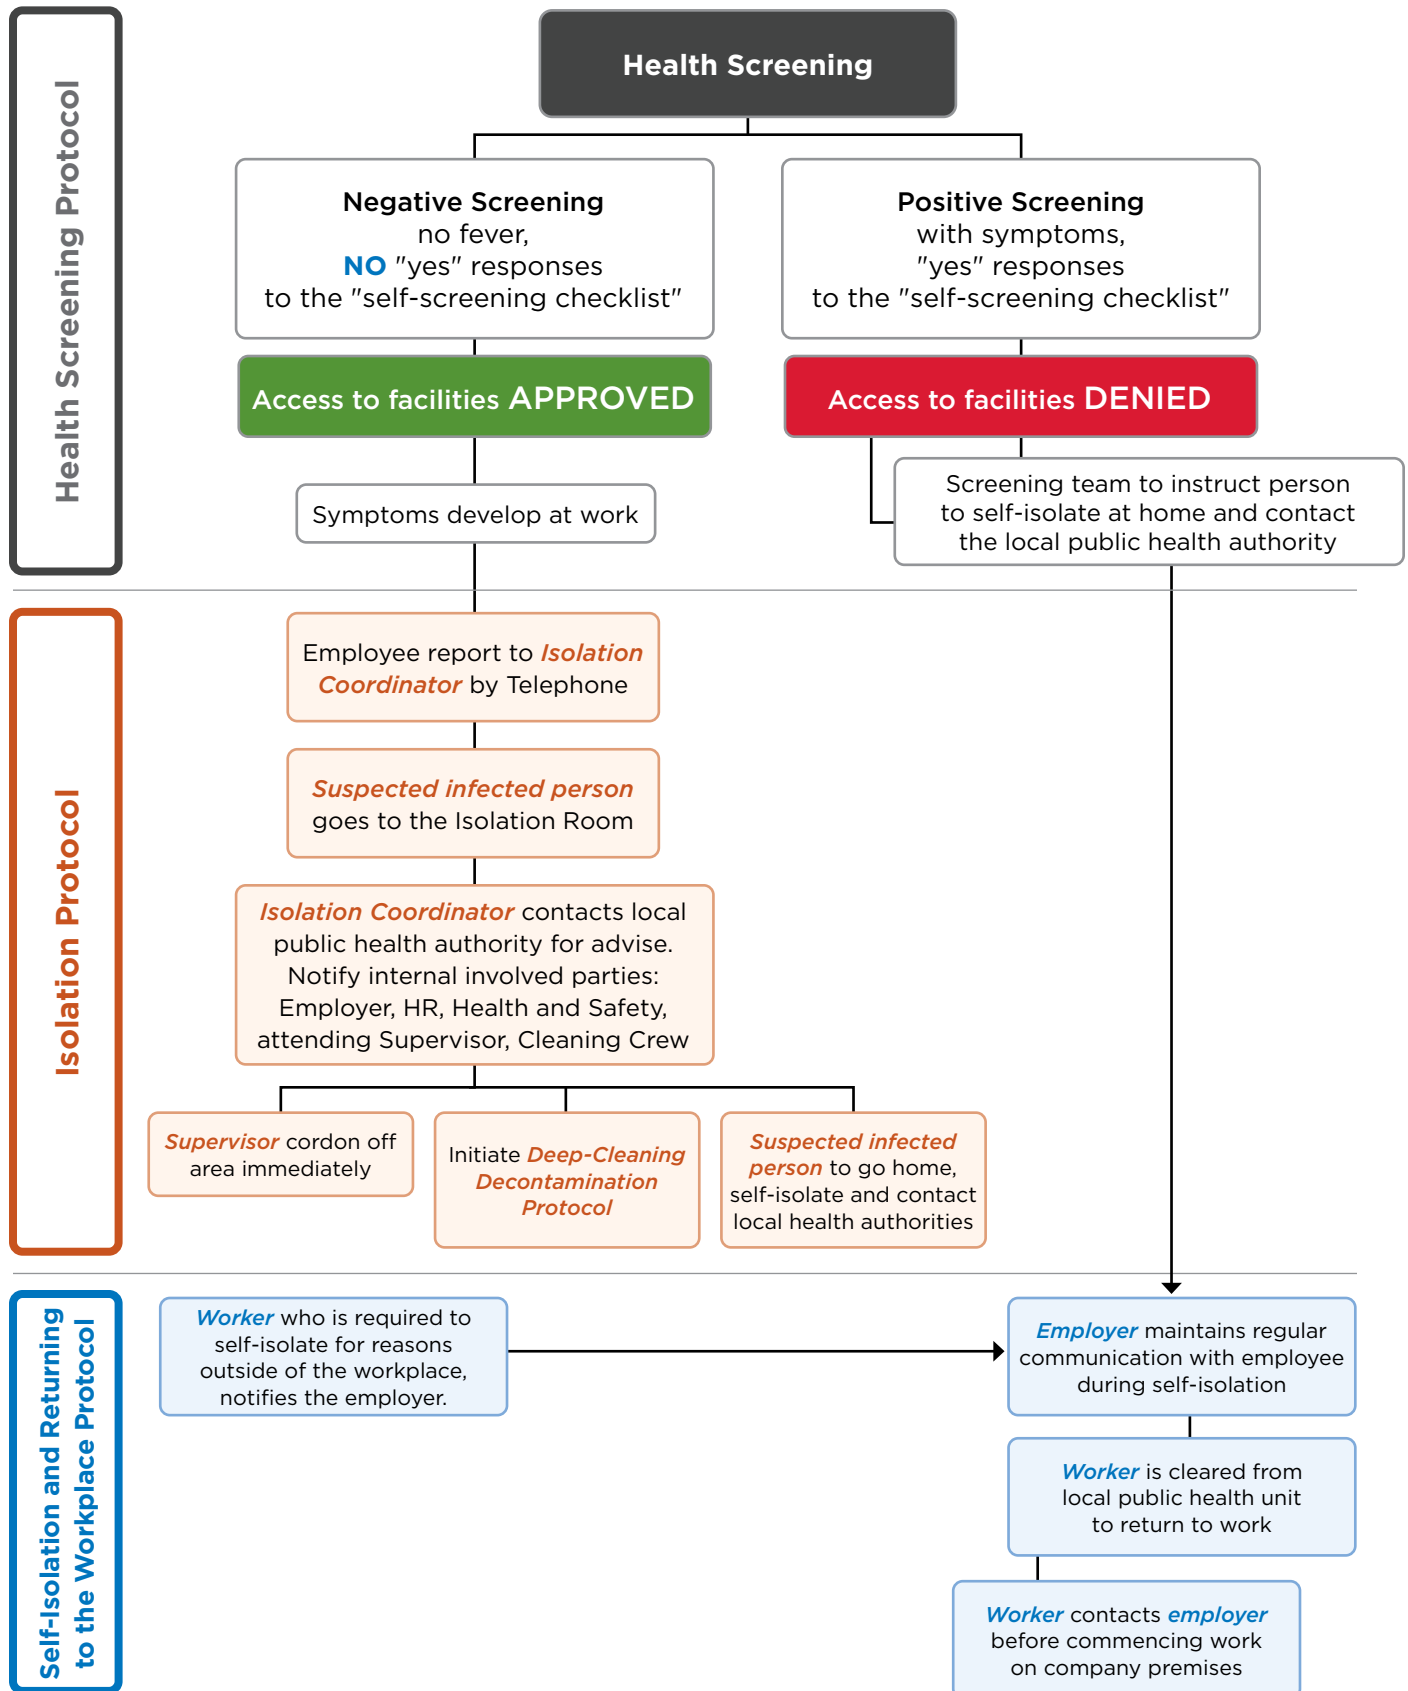 Health Screening Protocol
Health Screening
Negative Screening
no fever,
NO "yes" responses
to the "self-screening checklist"
Positive Screening
with symptoms,
"yes" responses
to the "self-screening checklist"
Access to facilities APPROVED
Access to facilities DENIED
Symptoms develop at work
Screening team to instruct person
to self-isolate at home and contact
the local public health authority
Isolation Protocol
Employee report to Isolation
Coordinator by Telephone
Suspected infected person
goes to the Isolation Room
Isolation Coordinator contacts local
public health authority for advise.
Notify internal involved parties:
Employer, HR, Health and Safety,
attending Supervisor, Cleaning Crew
Supervisor cordon off
area immediately
Initiate Deep-Cleaning
Decontamination
Protocol
Suspected infected
person to go home,
self-isolate and contact
local health authorities
Self-Isolation and Returning
to the Workplace Protocol
Worker who is required to
self-isolate for reasons
outside of the workplace,
notifies the employer.
Employer maintains regular
communication with employee
during self-isolation
Worker is cleared from
local public health unit
to return to work
Worker contacts employer
before commencing work
on company premises